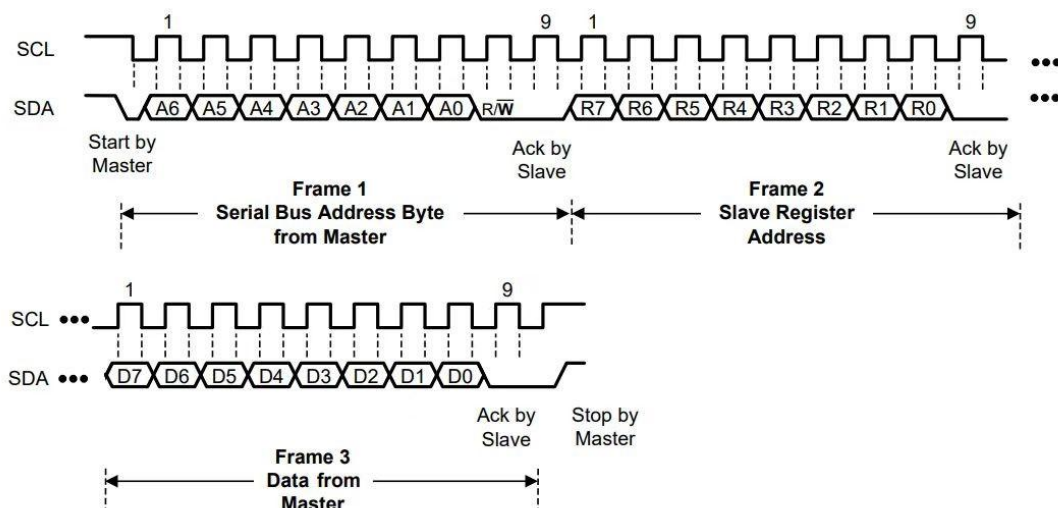 1 9 1 9
SCL
SDA A6 A5 A4 A3 A2 A1 A0 R/W̅ R7 R6 R5 R4 R3 R2 R1 R0
Start by
Master
Ack by
Slave
Ack by
Slave
Frame 1
Serial Bus Address Byte
from Master
Frame 2
Slave Register
Address
1 9
SCL
SDA D7 D6 D5 D4 D3 D2 D1 D0
Ack by
Slave
Stop by
Master
Frame 3
Data from
Master